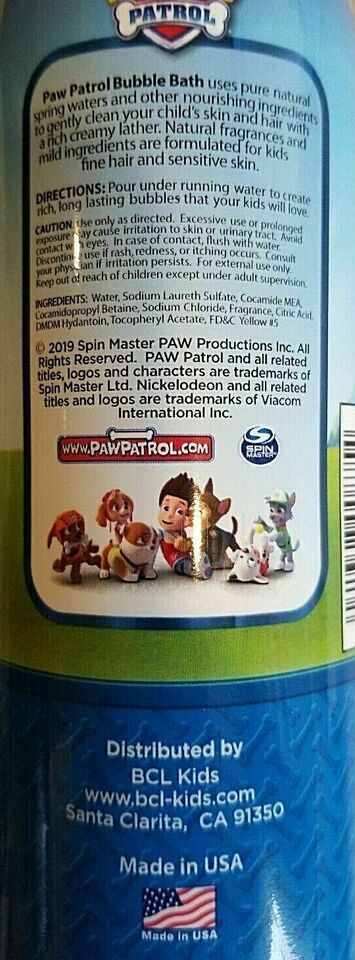 PATROL
Paw Patrol Bubble Bath uses pure natural
spring waters and other nourishing ingredients
to gently clean your child's skin and hair with
a rich creamy lather. Natural fragrances and
mild ingredients are formulated for kids
fine hair and sensitive skin.
DIRECTIONS: Pour under running water to create
rich, long lasting bubbles that your kids will love.
CAUTION: Use only as directed. Excessive use or prolonged
exposure may cause irritation to skin or urinary tract. Avoid
contact w eyes. In case of contact, flush with water.
Discontinue use if rash, redness, or itching occurs. Consult
your physician if irritation persists. For external use only.
Keep out of reach of children except under adult supervision.
INGREDIENTS: Water, Sodium Laureth Sulfate, Cocamide MEA,
Cocamidopropyl Betaine, Sodium Chloride, Fragrance, Citric Acid,
DMDM Hydantoin, Tocopheryl Acetate, FD&C Yellow #5
© 2019 Spin Master PAW Productions Inc. All
Rights Reserved. PAW Patrol and all related
titles, logos and characters are trademarks of
Spin Master Ltd. Nickelodeon and all related
titles and logos are trademarks of Viacom
International Inc.
WWW.PAWPATROL.COM
SPIN
MASTER
Distributed by
BCL Kids
www.bcl-kids.com
Santa Clarita, CA 91350
Made in USA
Made in USA